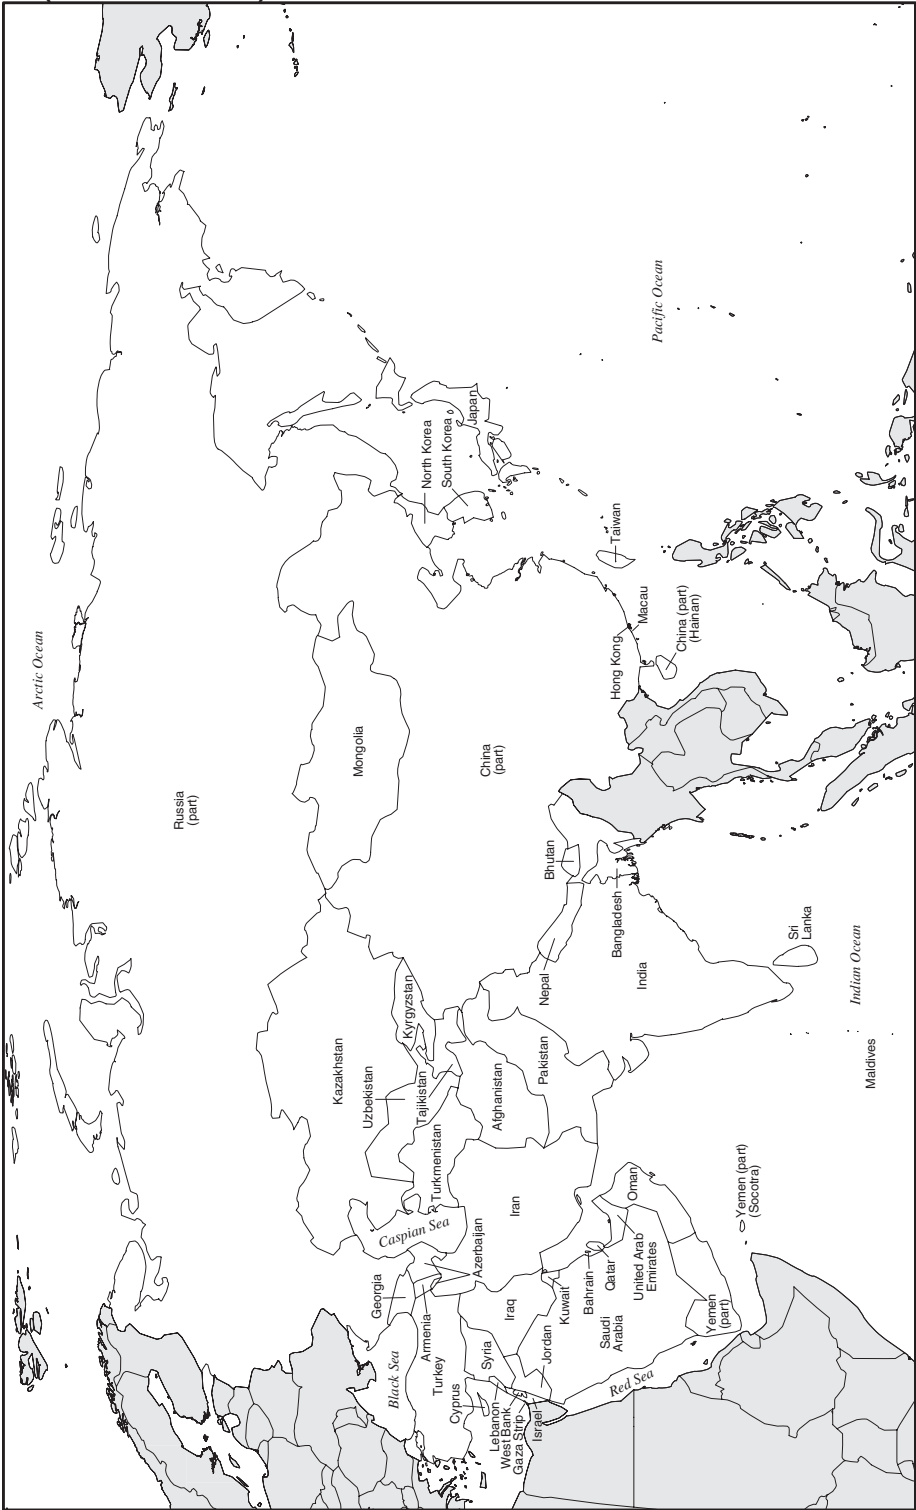 Arctic Ocean
Russia
(part)
Kazakhstan
Mongolia
Georgia
Black Sea
Caspian Sea
Uzbekistan
Kyrgyzstan
Tajikistan
Turkmenistan
Armenia
Azerbaijan
Turkey
Cyprus
Syria
Lebanon
West Bank
Gaza Strip
Israel
Jordan
Iraq
Iran
Kuwait
Afghanistan
Pakistan
China
(part)
North Korea
South Korea
Japan
Pacific Ocean
Nepal
Bhutan
Bangladesh
India
Hong Kong
Macau
Taiwan
China (part)
(Hainan)
Bahrain
Qatar
Saudi
Arabia
United Arab
Emirates
Oman
Red Sea
Yemen
(part)
Yemen (part)
(Socotra)
Sri
Lanka
Indian Ocean
Maldives